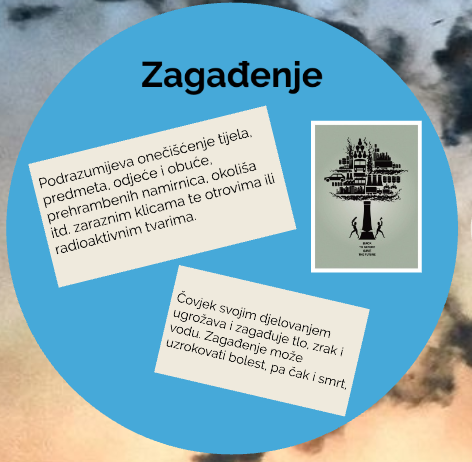 Zagađenje
Podrazumijeva onečišćenje tijela,
predmeta, odjeće i obuće,
prehrambenih namirnica, okoliša
itd. zaraznim klicama te otrovima ili
radioaktivnim tvarima.
Čovjek svojim djelovanjem
ugrožava i zagađuje tlo, zrak i
vodu. Zagađenje može
uzrokovati bolest, pa čak i smrt.